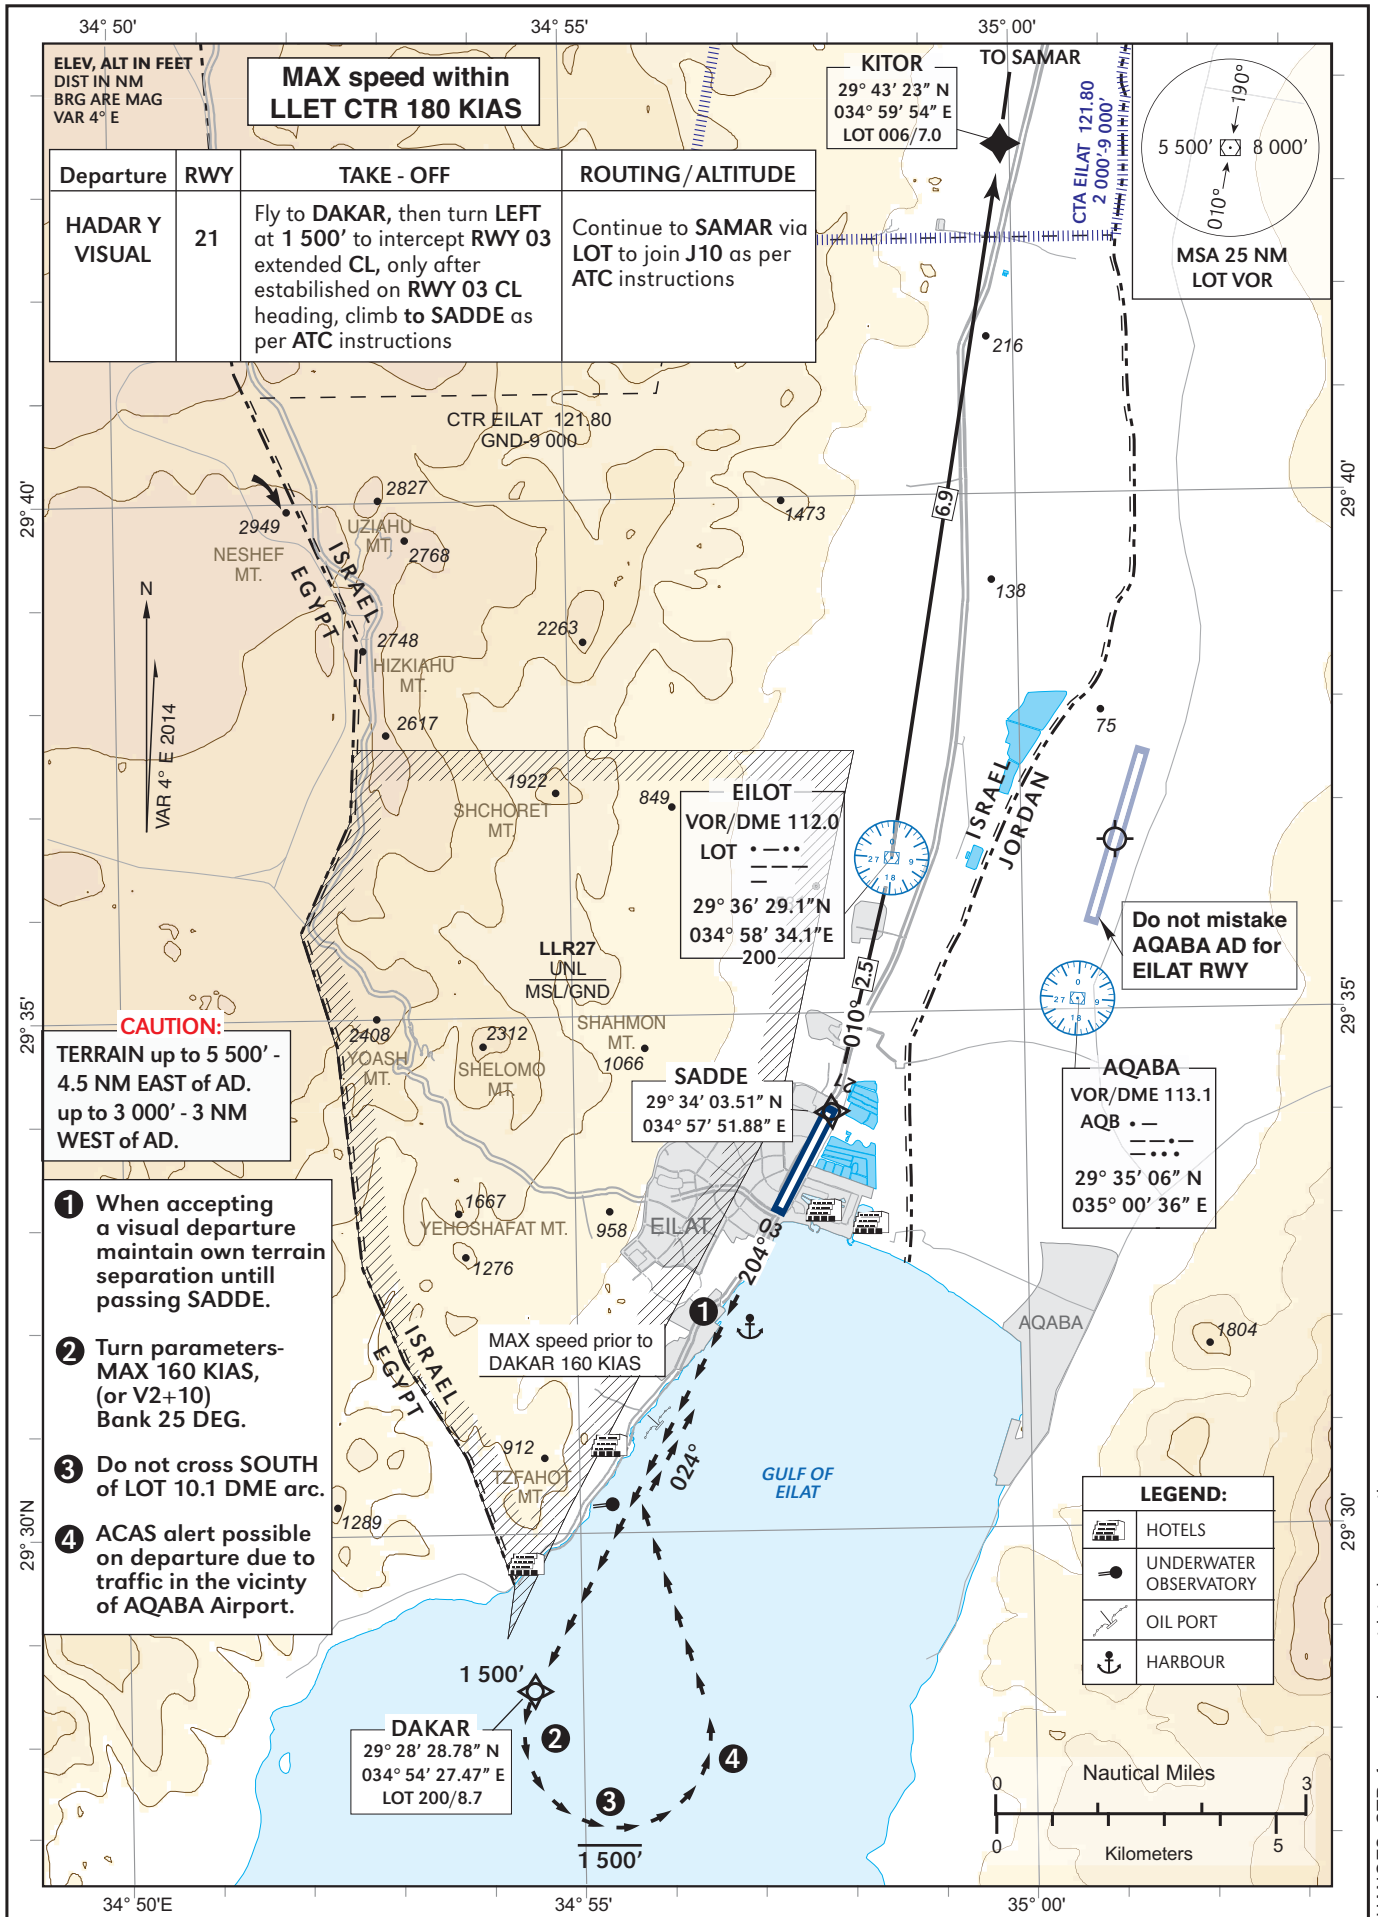 34° 50'
34° 55'
35° 00'
ELEV, ALT IN FEET
DIST IN NM
BRG ARE MAG
VAR 4° E
MAX speed within
LLET CTR 180 KIAS
KITOR
29° 43’ 23” N
034° 59’ 54” E
LOT 006/7.0
TO SAMAR
CTA EILAT 121.80
2 000’-9 000’
190°
5 500’
8 000’
010°
MSA 25 NM
LOT VOR
Departure
RWY
TAKE - OFF
ROUTING/ALTITUDE
HADAR Y
VISUAL
21
Fly to DAKAR, then turn LEFT
at 1 500’ to intercept RWY 03
extended CL, only after
estabilished on RWY 03 CL
heading, climb to SADDE as
per ATC instructions
Continue to SAMAR via
LOT to join J10 as per
ATC instructions
216
CTR EILAT 121.80
GND-9 000
29° 40'
29° 40'
2827
2949
UZIAHU
MT.
2768
NESHEF
MT.
1473
6.9
ISRAEL
EGYPT
138
N
VAR 4° E 2014
2263
2748
HIZKIAHU
MT.
2617
75
1922
SHCHORET
MT.
849
EILOT
VOR/DME 112.0
LOT
29° 36’ 29.1”N
034° 58’ 34.1”E
200
0
27
9
18
ISRAEL
JORDAN
Do not mistake
AQABA AD for
EILAT RWY
LLR27
UNL
MSL/GND
2.5
010°
0
27
9
18
29° 35'
29° 35'
CAUTION:
TERRAIN up to 5 500’ -
4.5 NM EAST of AD.
up to 3 000’ - 3 NM
WEST of AD.
2408
YOASH
MT.
2312
SHELOMO
MT.
SHAHMON
MT.
1066
SADDE
29° 34’ 03.51” N
034° 57’ 51.88” E
21
AQABA
VOR/DME 113.1
AQB
29° 35’ 06” N
035° 00’ 36” E
1 When accepting
a visual departure
maintain own terrain
separation untill
passing SADDE.
2 Turn parameters-
MAX 160 KIAS,
(or V2+10)
Bank 25 DEG.
3 Do not cross SOUTH
of LOT 10.1 DME arc.
4 ACAS alert possible
on departure due to
traffic in the vicinty
of AQABA Airport.
1667
YEHOSHAFAT MT.
958
1276
EILAT
03
204°
1
MAX speed prior to
DAKAR 160 KIAS
ISRAEL
EGYPT
AQABA
1804
912
TZFAHOT
MT.
024°
GULF OF
EILAT
1289
29° 30'N
29° 30'
LEGEND:
HOTELS
UNDERWATER
OBSERVATORY
OIL PORT
HARBOUR
1 500’
DAKAR
29° 28’ 28.78” N
034° 54’ 27.47” E
LOT 200/8.7
2
3
4
1 500’
Nautical Miles
0
3
0
5
Kilometers
34° 50'E
34° 55'
35° 00'